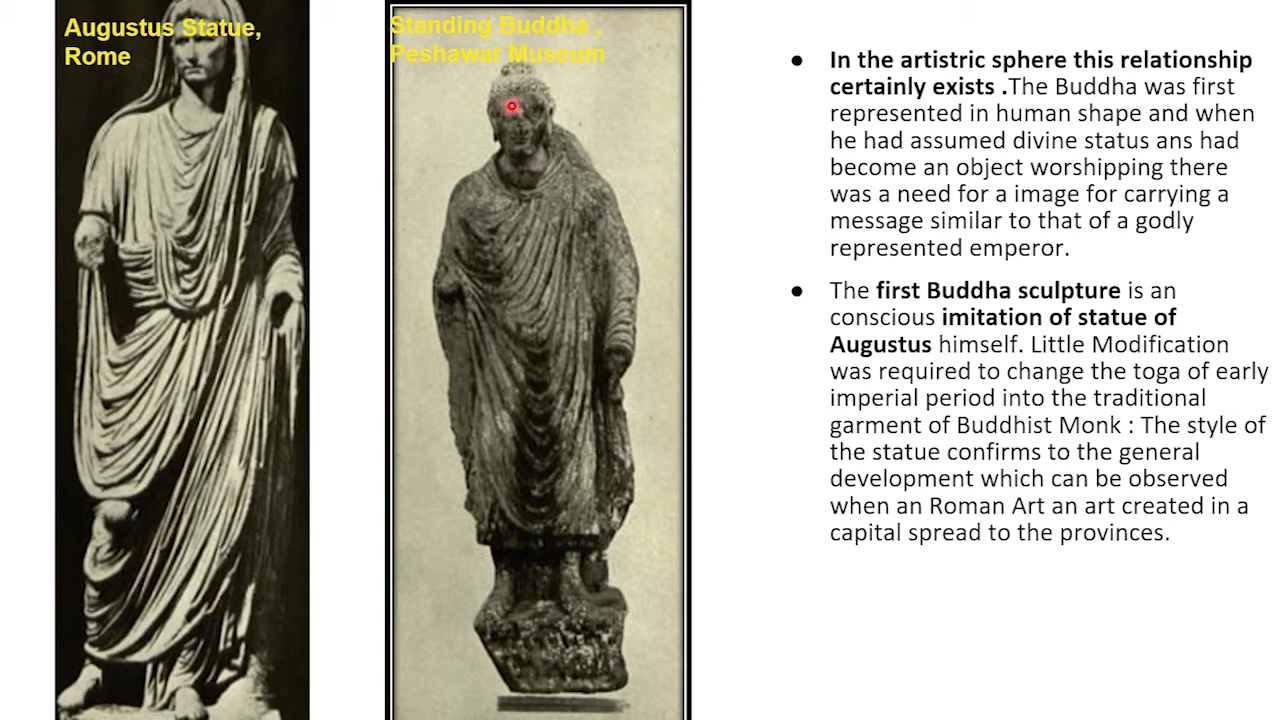 Augustus Statue,
Rome
Standing Buddha ,
Peshawar Museum
● In the artistric sphere this relationship
certainly exists .The Buddha was first
represented in human shape and when
he had assumed divine status ans had
become an object worshipping there
was a need for a image for carrying a
message similar to that of a godly
represented emperor.
● The first Buddha sculpture is an
conscious imitation of statue of
Augustus himself. Little Modification
was required to change the toga of early
imperial period into the traditional
garment of Buddhist Monk : The style of
the statue confirms to the general
development which can be observed
when an Roman Art an art created in a
capital spread to the provinces.